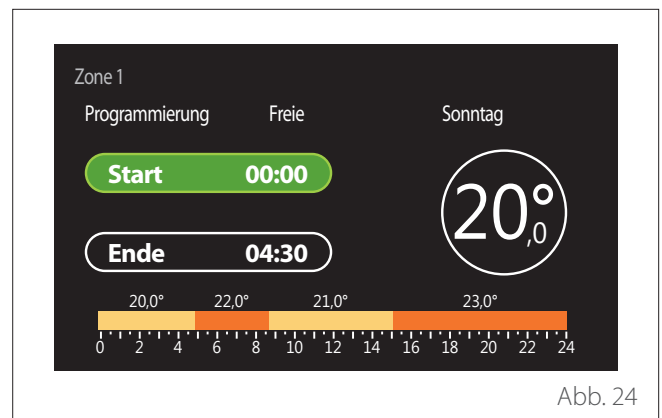 Zone 1
Programmierung Freie Sonntag
Start 00:00
20°,0
Ende 04:30
20,0° 22,0° 21,0° 23,0°
0 2 4 6 8 10 12 14 16 18 20 22 24
Abb. 24